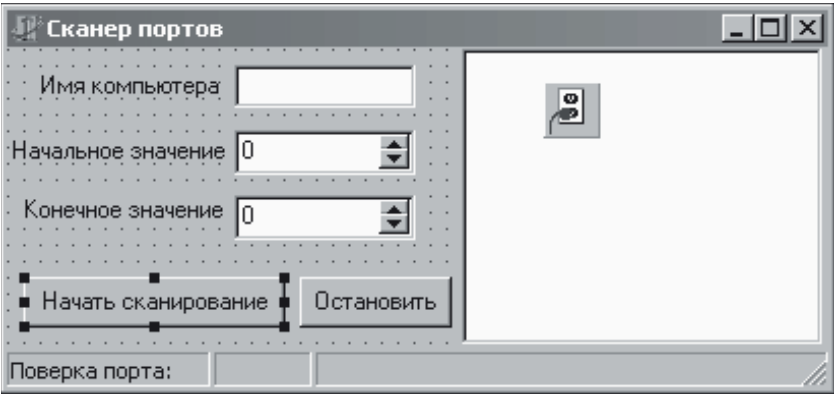 Сканер портов
Имя компьютера
Начальное значение 0
Конечное значение 0
Начать сканирование Остановить
Поверка порта: